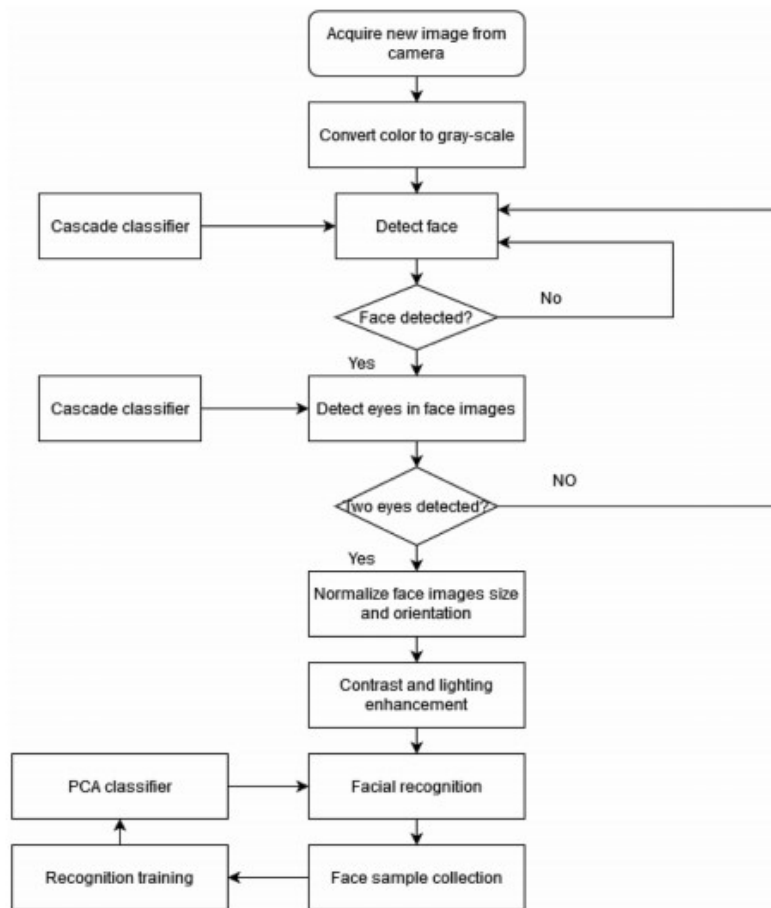 Acquire new image from
camera
Convert color to gray-scale
Cascade classifier
Detect face
No
Face detected?
Yes
Cascade classifier
Detect eyes in face images
NO
Two eyes detected?
Yes
Normalize face images size
and orientation
Contrast and lighting
enhancement
PCA classifier
Facial recognition
Recognition training
Face sample collection